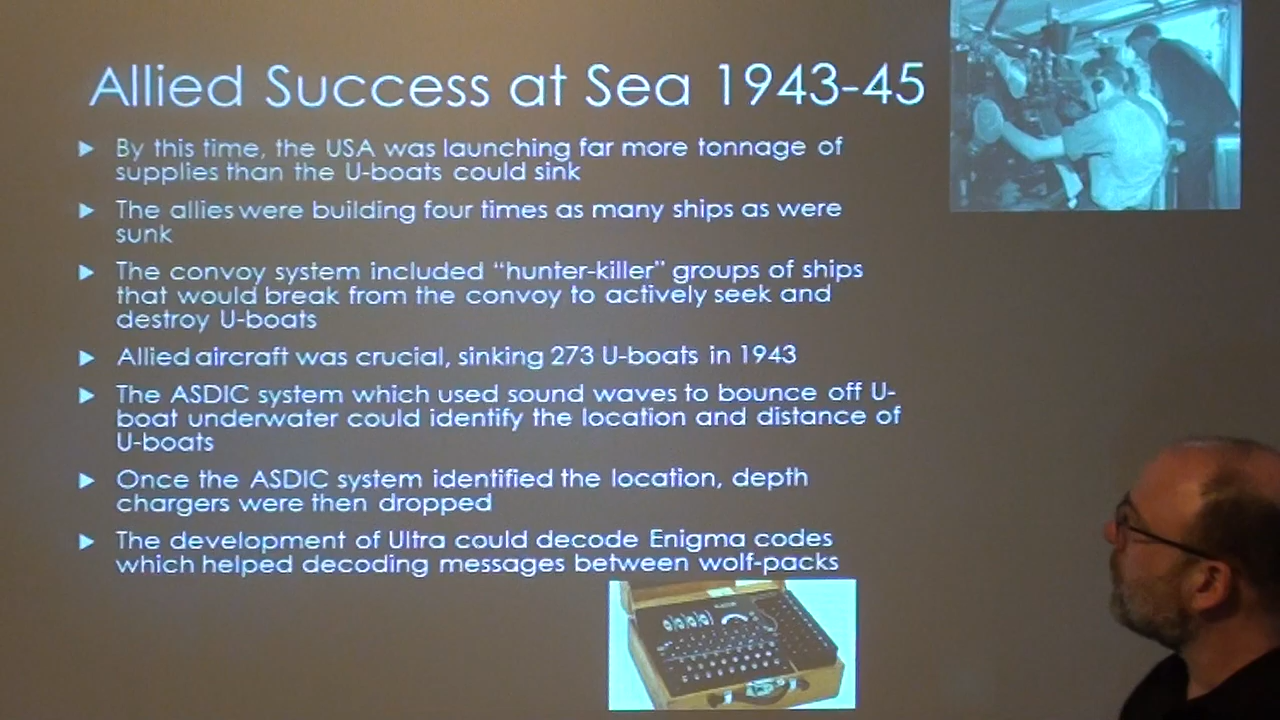 Allied Success at Sea 1943-45
By this time, the USA was launching far more tonnage of
supplies than the U-boats could sink
The allies were building four times as many ships as were
sunk
The convoy system included “hunter-killer” groups of ships
that would break from the convoy to actively seek and
destroy U-boats
Allied aircraft was crucial, sinking 273 U-boats in 1943
The ASDIC system which used sound waves to bounce off U-
boat underwater could identify the location and distance of
U-boats
Once the ASDIC system identified the location, depth
chargers were then dropped
The development of Ultra could decode Enigma codes
which helped decoding messages between wolf-packs